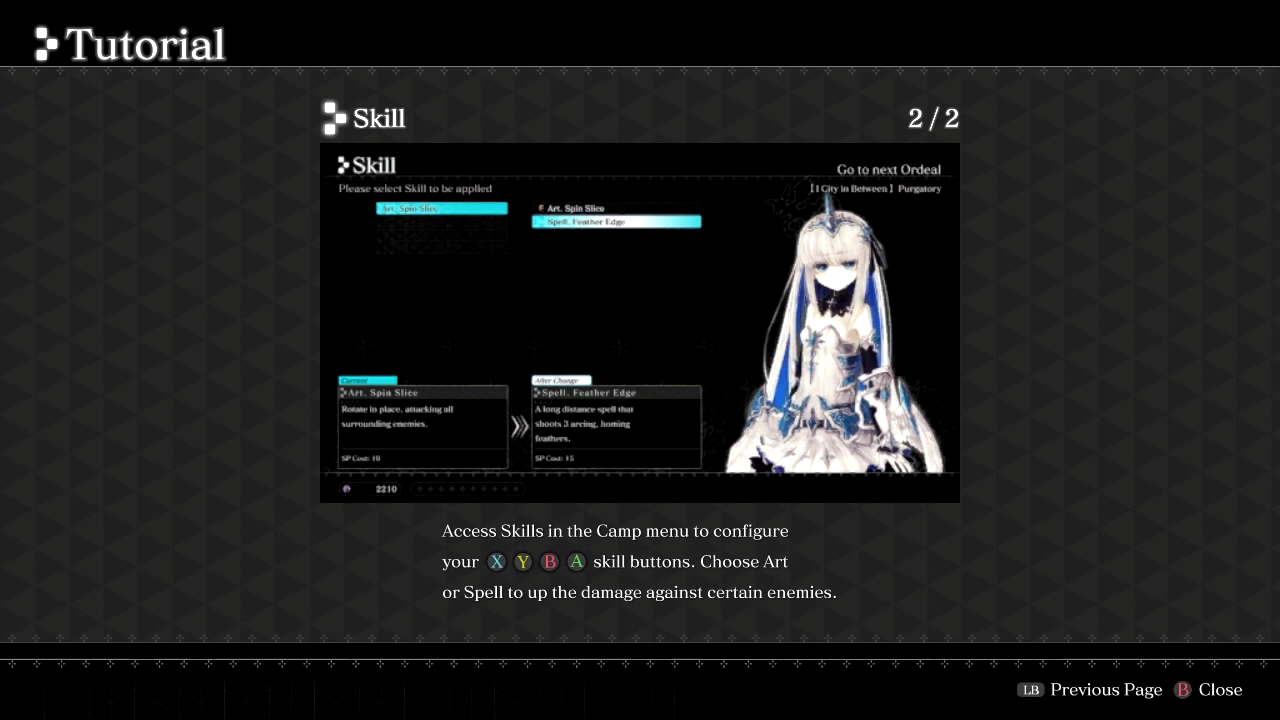 Tutorial
Skill
2 / 2
Skill
Go to next Ordeal
Please select Skill to be applied
[ 1 City in Between ] Purgatory
Art. Spin Slice
Art. Spin Slice
Spell. Feather Edge
Current
Art. Spin Slice
Rotate in place, attacking all
surrounding enemies.
SP Cost: 10
After Change
Spell. Feather Edge
A long distance spell that
shoots 3 arcing, homing
feathers.
SP Cost: 15
2210
Access Skills in the Camp menu to configure
your X Y B A skill buttons. Choose Art
or Spell to up the damage against certain enemies.
LB Previous Page B Close